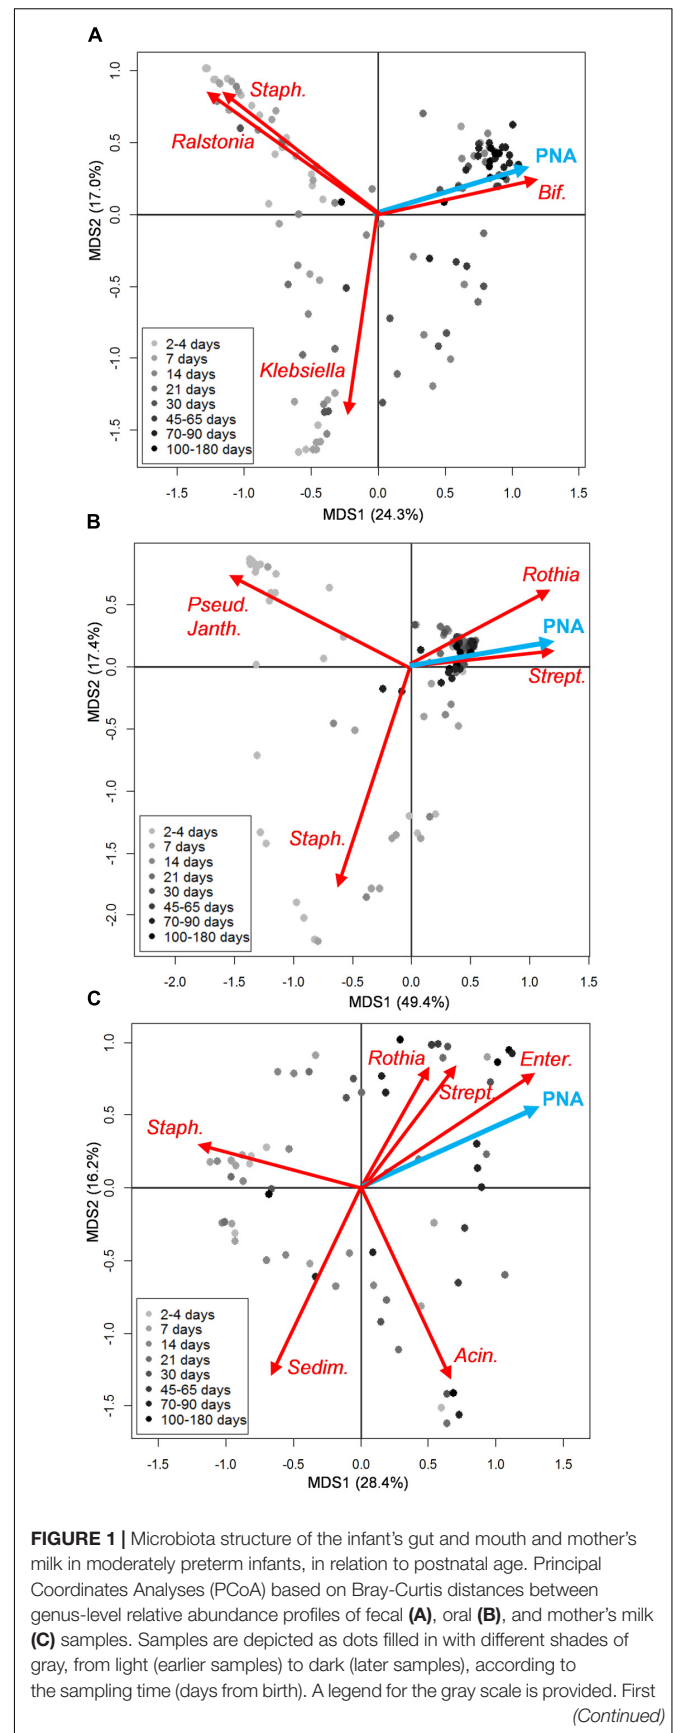 A
Staph.
Ralstonia
PNA
Bif.
Klebsiella
MDS2 (17.0%)
1.0
0.5
0.0
-0.5
-1.0
-1.5
2-4 days
7 days
14 days
21 days
30 days
45-65 days
70-90 days
100-180 days
-1.5 -1.0 -0.5 0.0 0.5 1.0 1.5
MDS1 (24.3%)
B
Rothia
Pseud.
Janth.
PNA
Strept.
Staph.
MDS2 (17.4%)
0.5
0.0
-0.5
-1.0
-1.5
-2.0
2-4 days
7 days
14 days
21 days
30 days
45-65 days
70-90 days
100-180 days
-2.0 -1.5 -1.0 -0.5 0.0 0.5 1.0 1.5
MDS1 (49.4%)
C
Rothia
Enter.
Strept.
PNA
Staph.
Sedim.
Acin.
MDS2 (16.2%)
1.0
0.5
0.0
-0.5
-1.0
-1.5
2-4 days
7 days
14 days
21 days
30 days
45-65 days
70-90 days
100-180 days
-1.5 -1.0 -0.5 0.0 0.5 1.0 1.5
MDS1 (28.4%)
FIGURE 1 | Microbiota structure of the infant's gut and mouth and mother's
milk in moderately preterm infants, in relation to postnatal age. Principal
Coordinates Analyses (PCoA) based on Bray-Curtis distances between
genus-level relative abundance profiles of fecal (A), oral (B), and mother's milk
(C) samples. Samples are depicted as dots filled in with different shades of
gray, from light (earlier samples) to dark (later samples), according to
the sampling time (days from birth). A legend for the gray scale is provided. First
(Continued)